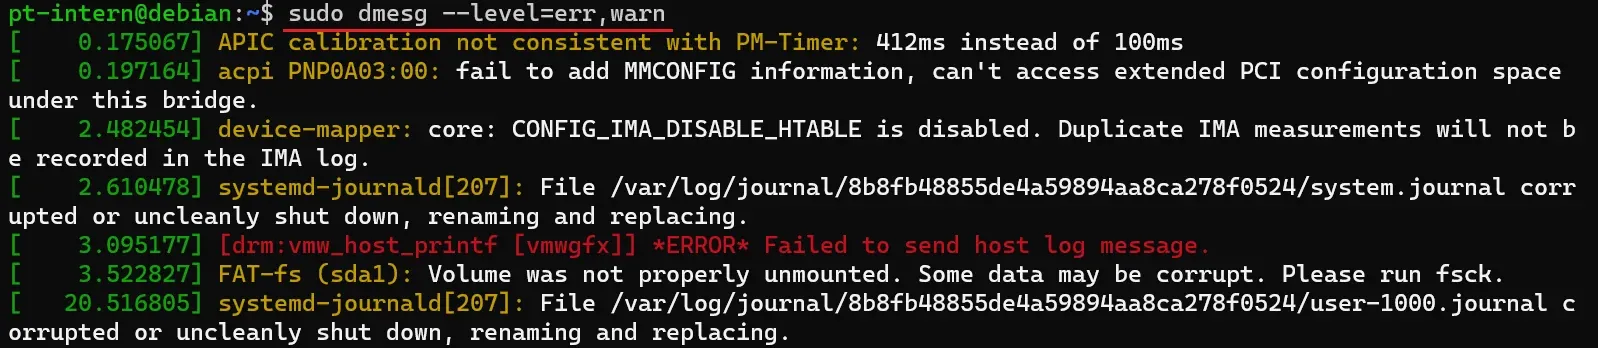 pt-intern@debian:~$ sudo dmesg --level=err,warn
[    0.175067] APIC calibration not consistent with PM-Timer: 412ms instead of 100ms
[    0.197164] acpi PNP0A03:00: fail to add MMCONFIG information, can't access extended PCI configuration space
under this bridge.
[    2.482454] device-mapper: core: CONFIG_IMA_DISABLE_HTABLE is disabled. Duplicate IMA measurements will not b
e recorded in the IMA log.
[    2.610478] systemd-journald[207]: File /var/log/journal/8b8fb48855de4a59894aa8ca278f0524/system.journal corr
upted or uncleanly shut down, renaming and replacing.
[    3.095177] [drm:vmw_host_printf [vmwgfx]] *ERROR* Failed to send host log message.
[    3.522827] FAT-fs (sda1): Volume was not properly unmounted. Some data may be corrupt. Please run fsck.
[   20.516805] systemd-journald[207]: File /var/log/journal/8b8fb48855de4a59894aa8ca278f0524/user-1000.journal c
orrupted or uncleanly shut down, renaming and replacing.